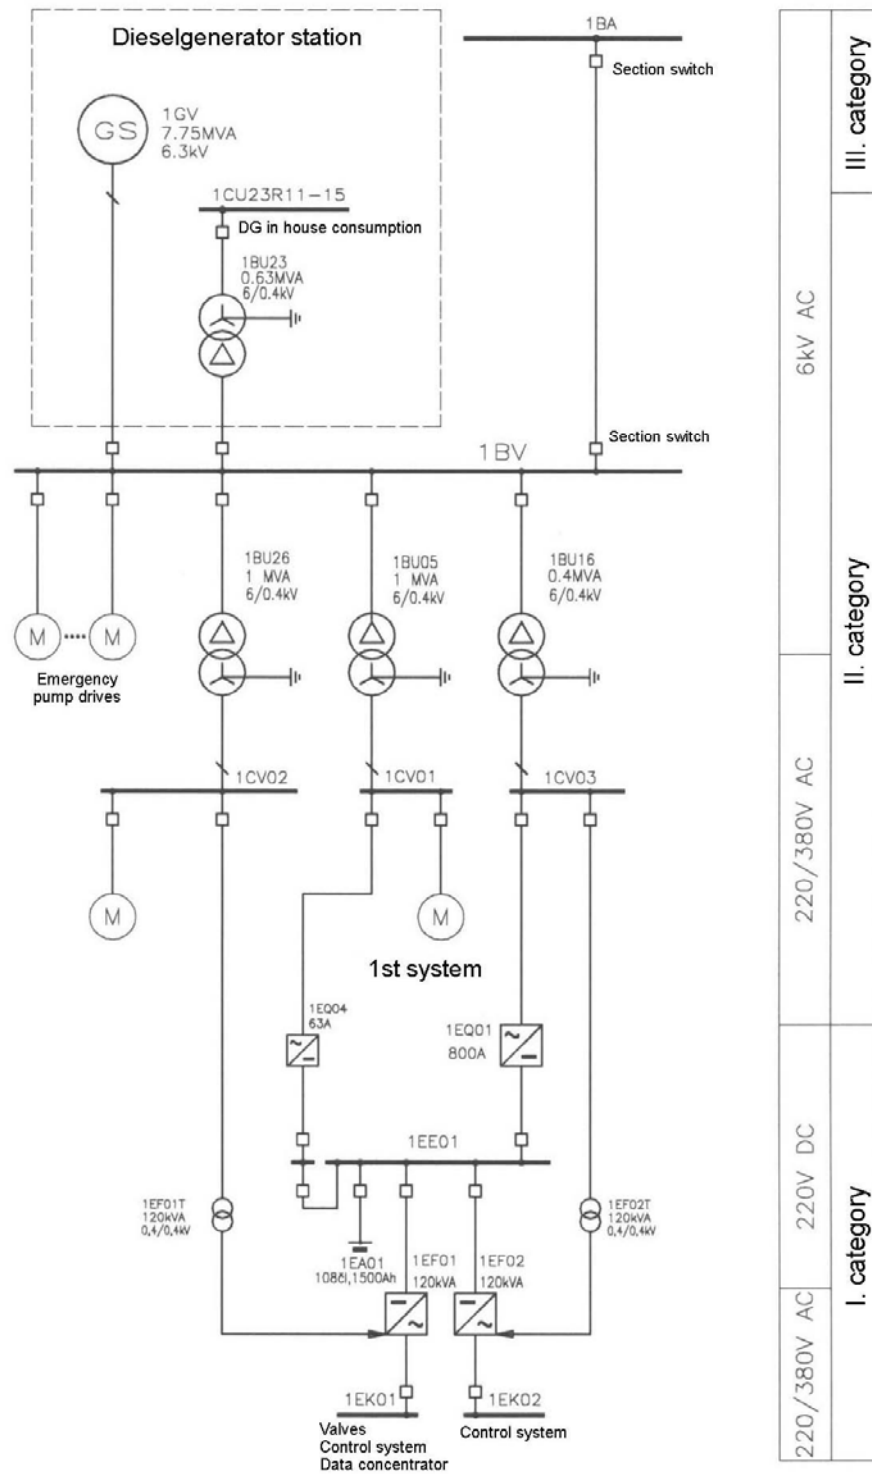 Dieselgenerator station
1BA
Section switch
GS
1GV
7.75MVA
6.3kV
1CU23R11-15
DG in house consumption
1BU23
0.63MVA
6/0.4kV
Section switch
1BV
1BU26
1 MVA
6/0.4kV
1BU05
1 MVA
6/0.4kV
1BU16
0.4MVA
6/0.4kV
M
M
Emergency
pump drives
1CV02
1CV01
1CV03
M
M
1st system
1EQ04
63A
1EQ01
800A
1EE01
1EF01T
120kVA
0,4/0,4kV
1EF02T
120kVA
0,4/0,4kV
1EA01
108čl,1500Ah
1EF01
120kVA
1EF02
120kVA
1EK01
1EK02
Valves
Control system
Data concentrator
Control system
6kV AC
220/380V AC
220V DC
220/380V AC
III. category
II. category
I. category